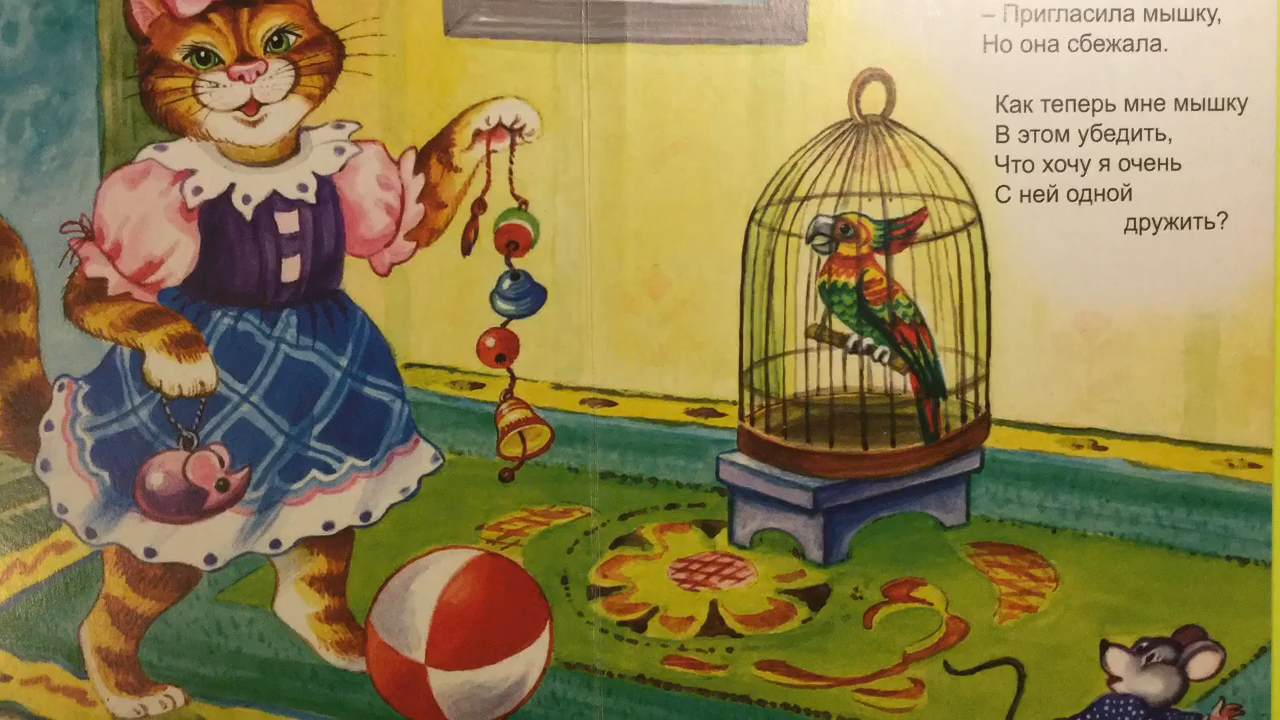 – Пригласила мышку,
Но она сбежала.
Как теперь мне мышку
В этом убедить,
Что хочу я очень
С ней одной
дружить?